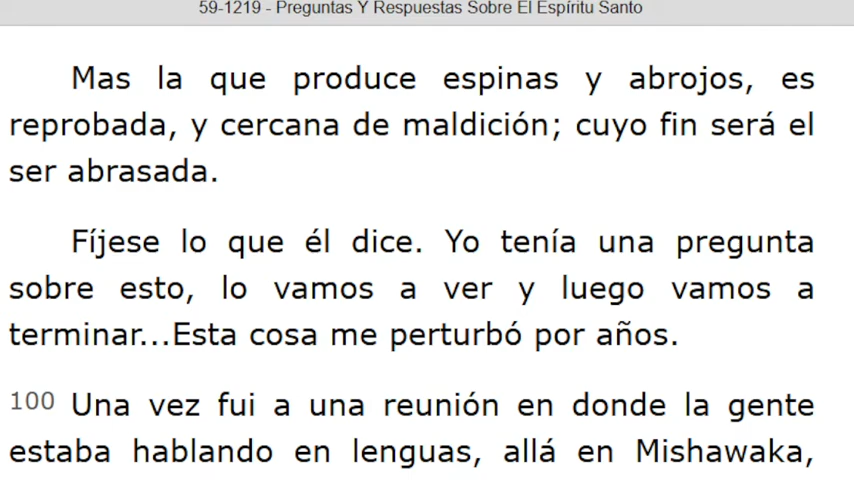 59-1219 - Preguntas Y Respuestas Sobre El Espíritu Santo
Mas la que produce espinas y abrojos, es
reprobada, y cercana de maldición; cuyo fin será el
ser abrasada.
Fíjese lo que él dice. Yo tenía una pregunta
sobre esto, lo vamos a ver y luego vamos a
terminar...Esta cosa me perturbó por años.
100 Una vez fui a una reunión en donde la gente
estaba hablando en lenguas, allá en Mishawaka,